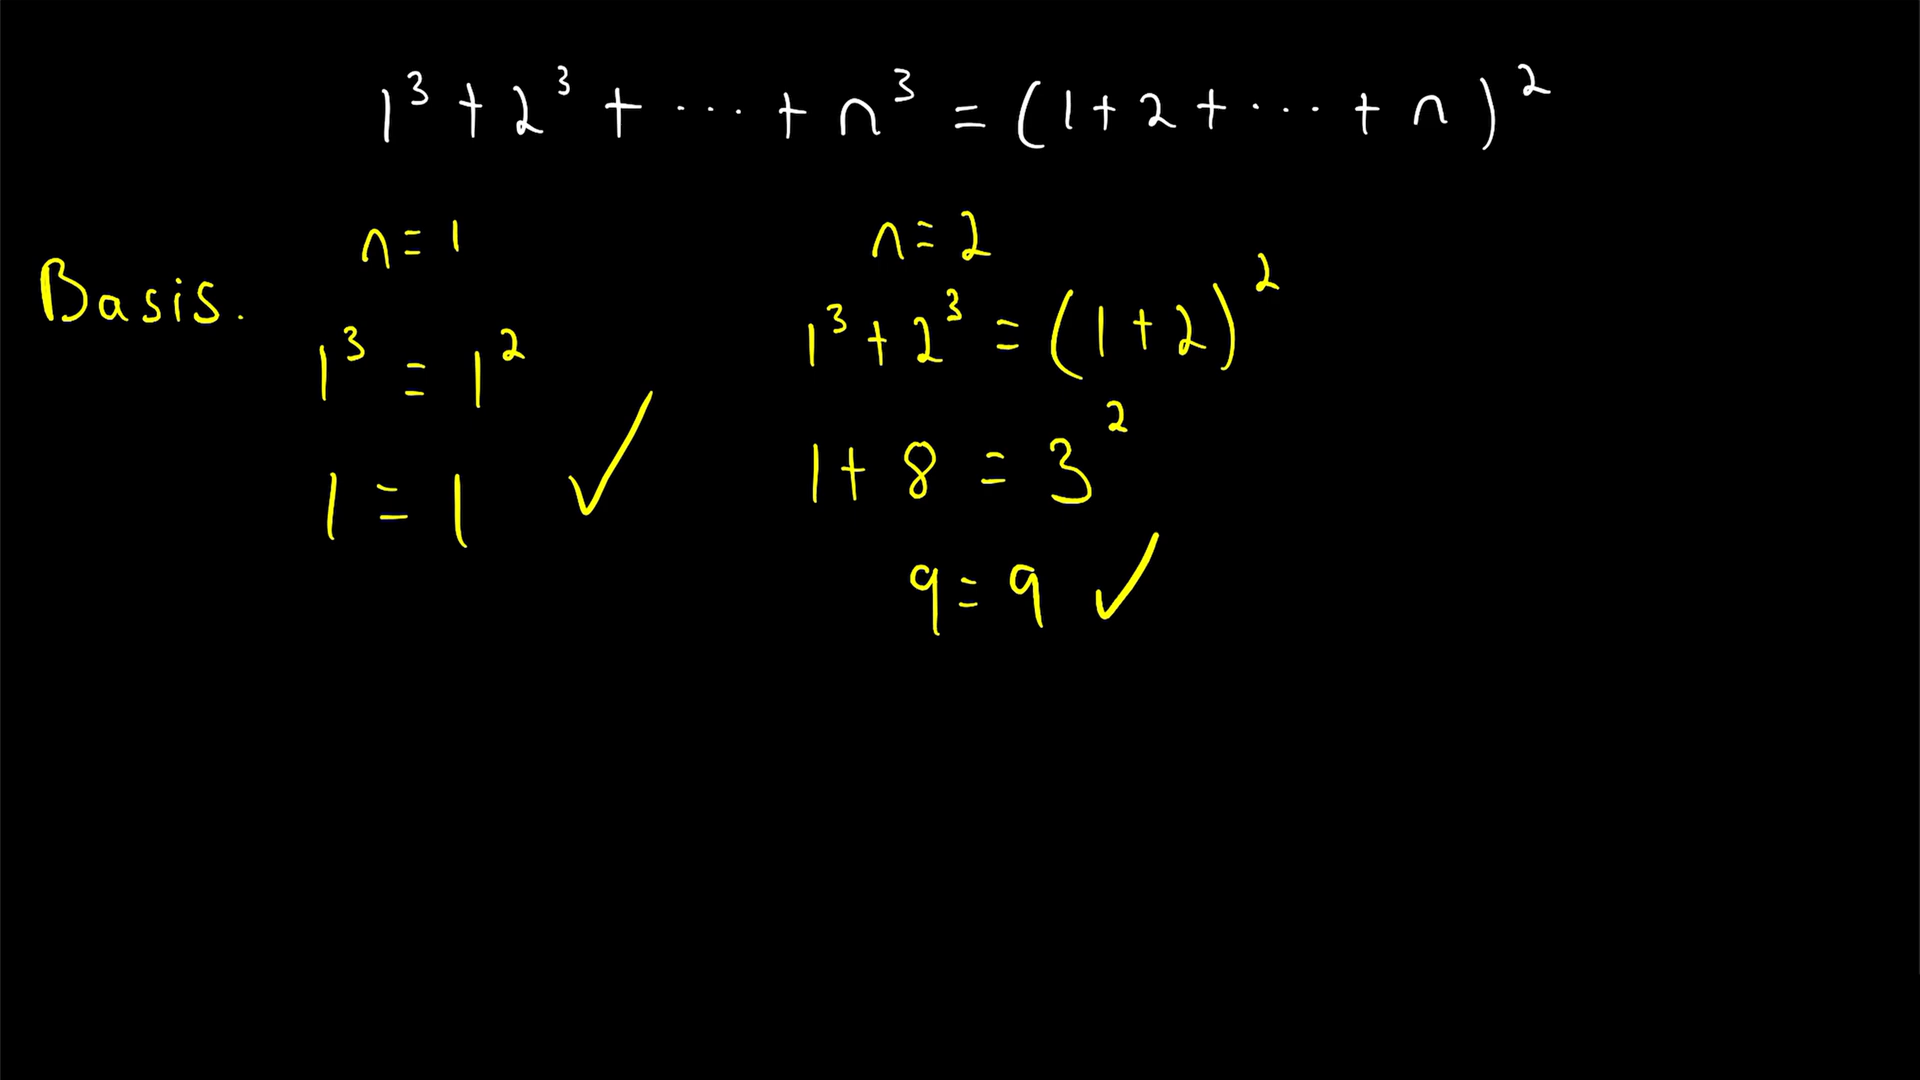 1³ + 2³ + ··· + n³ = (1 + 2 + ··· + n)²
Basis.
n = 1
1³ = 1²
1 = 1 ✓
n = 2
1³ + 2³ = (1 + 2)²
1 + 8 = 3²
9 = 9 ✓